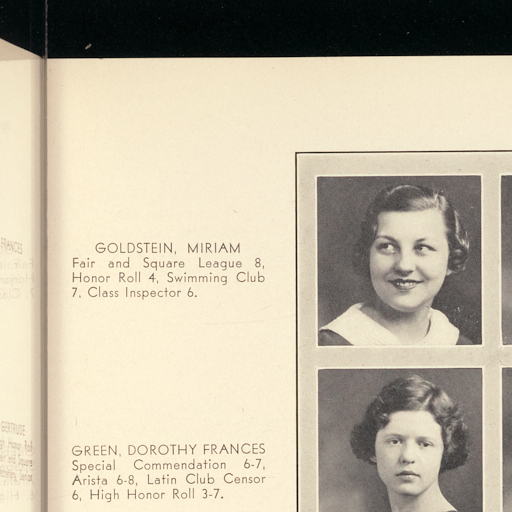 GOLDSTEIN, MIRIAM
Fair and Square League 8,
Honor Roll 4, Swimming Club
7, Class Inspector 6.
GREEN, DOROTHY FRANCES
Special Commendation 6-7,
Arista 6-8, Latin Club Censor
6, High Honor Roll 3-7.